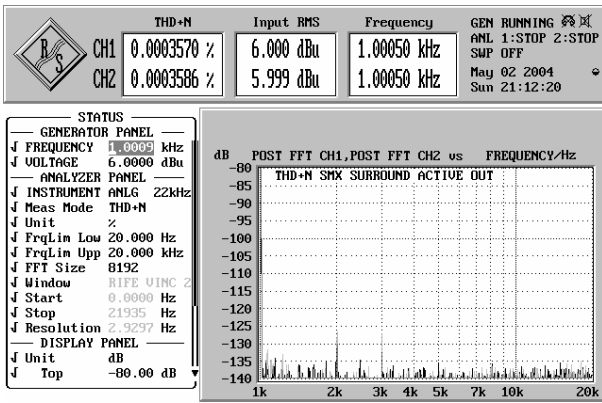 THD+N Input RMS Frequency
R S
CH1 0.0003570 % 6.000 dBu 1.00050 kHz
CH2 0.0003586 % 5.999 dBu 1.00050 kHz
GEN RUNNING
ANL 1:STOP 2:STOP
SWP OFF
May 02 2004
Sun 21:12:20
STATUS
GENERATOR PANEL
FREQUENCY 1.0009 kHz
VOLTAGE 6.0000 dBu
ANALYZER PANEL
INSTRUMENT ANLG 22kHz
Meas Mode THD+N
Unit %
FrqLim Low 20.000 Hz
FrqLim Upp 20.000 kHz
FFT Size 8192
Window RIFE VINC 2
Start 0.0000 Hz
Stop 21935 Hz
Resolution 2.9297 Hz
DISPLAY PANEL
Unit dB
Top -80.00 dB
dB POST FFT CH1,POST FFT CH2 vs FREQUENCY/Hz
THD+N SMX SURROUND ACTIVE OUT
-80
-85
-90
-95
-100
-105
-110
-115
-120
-125
-130
-135
-140
1k 2k 3k 4k 5k 7k 10k 20k